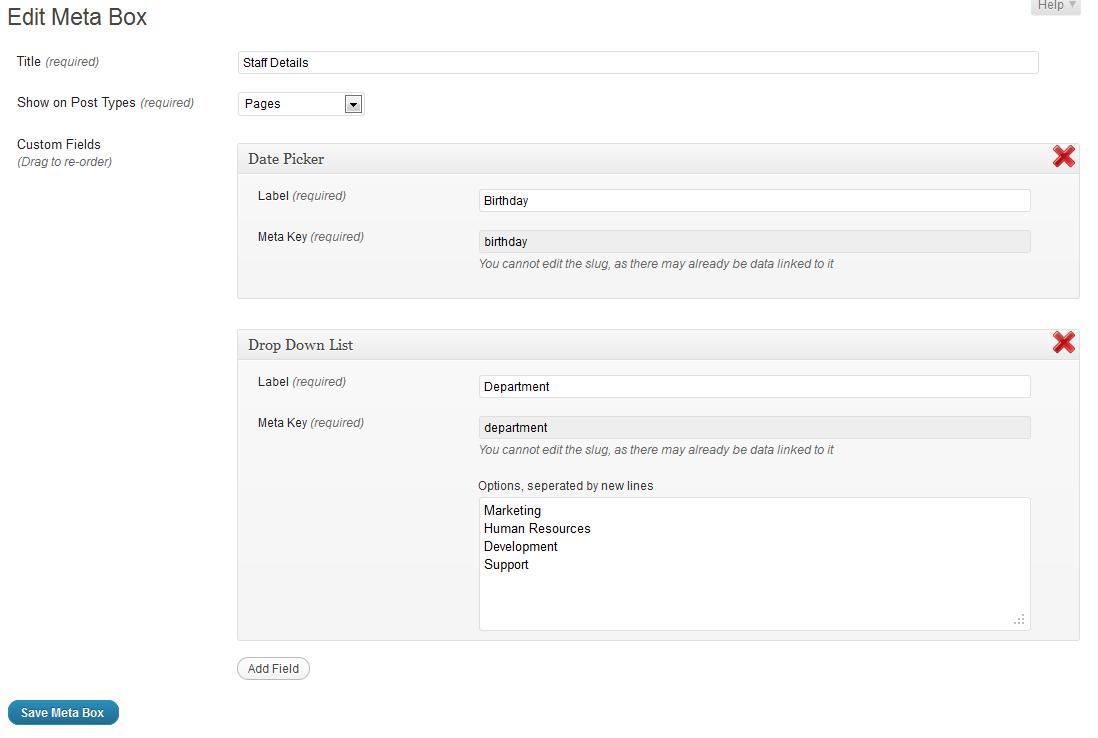 Edit Meta Box
Help
Title (required)
Staff Details
Show on Post Types (required)
Pages
Custom Fields
(Drag to re-order)
Date Picker
Label (required)
Birthday
Meta Key (required)
birthday
You cannot edit the slug, as there may already be data linked to it
Drop Down List
Label (required)
Department
Meta Key (required)
department
You cannot edit the slug, as there may already be data linked to it
Options, seperated by new lines
Marketing
Human Resources
Development
Support
Add Field
Save Meta Box